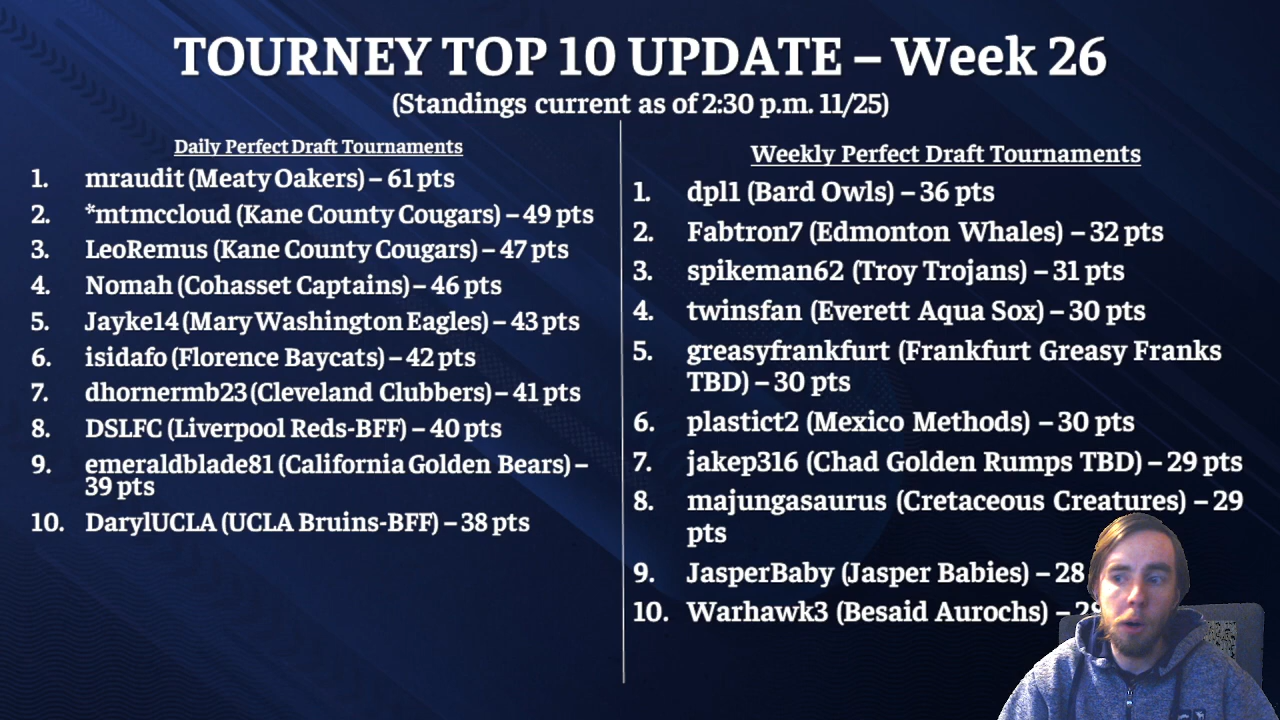 TOURNEY TOP 10 UPDATE – Week 26
(Standings current as of 2:30 p.m. 11/25)
Daily Perfect Draft Tournaments
1. mraudit (Meaty Oakers) – 61 pts
2. *mtmccloud (Kane County Cougars) – 49 pts
3. LeoRemus (Kane County Cougars) – 47 pts
4. Nomah (Cohasset Captains) – 46 pts
5. Jayke14 (Mary Washington Eagles) – 43 pts
6. isidafo (Florence Baycats) – 42 pts
7. dhornermb23 (Cleveland Clubbers) – 41 pts
8. DSLFC (Liverpool Reds-BFF) – 40 pts
9. emeraldblade81 (California Golden Bears) –
39 pts
10. DarylUCLA (UCLA Bruins-BFF) – 38 pts
Weekly Perfect Draft Tournaments
1. dpl1 (Bard Owls) – 36 pts
2. Fabtron7 (Edmonton Whales) – 32 pts
3. spikeman62 (Troy Trojans) – 31 pts
4. twinsfan (Everett Aqua Sox) – 30 pts
5. greasyfrankfurt (Frankfurt Greasy Franks
TBD) – 30 pts
6. plastict2 (Mexico Methods) – 30 pts
7. jakep316 (Chad Golden Rumps TBD) – 29 pts
8. majungasaurus (Cretaceous Creatures) – 29
pts
9. JasperBaby (Jasper Babies) – 28
10. Warhawk3 (Besaid Aurochs) –